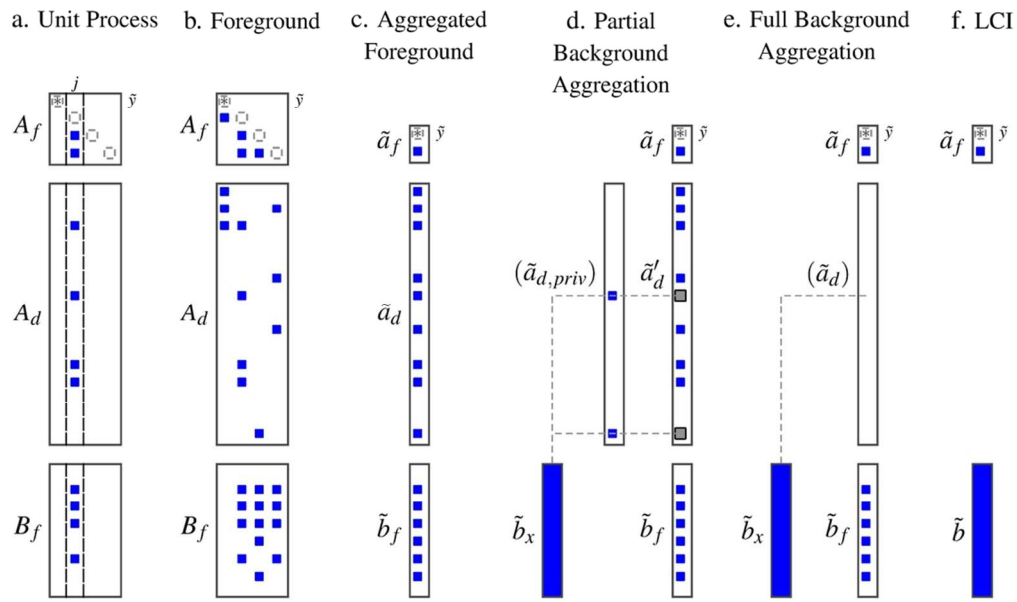 a. Unit Process
b. Foreground
c. Aggregated
Foreground
d. Partial
Background
Aggregation
e. Full Background
Aggregation
f. LCI
j
A_f
ỹ
A_f
ỹ
ã_f
ỹ
ã_f
ỹ
ã_f
ỹ
ã_f
ỹ
(ã_{d,priv})
ã′_d
(ã_d)
A_d
A_d
ã_d
B_f
B_f
b̃_f
b̃_x
b̃_f
b̃_x
b̃_f
b̃